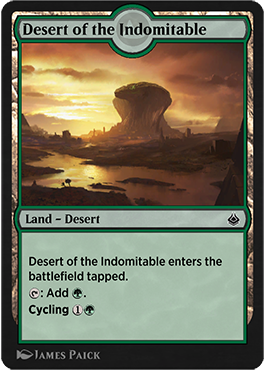 Desert of the Indomitable
Land – Desert
Desert of the Indomitable enters the
battlefield tapped.
: Add .
Cycling 1
James Paick